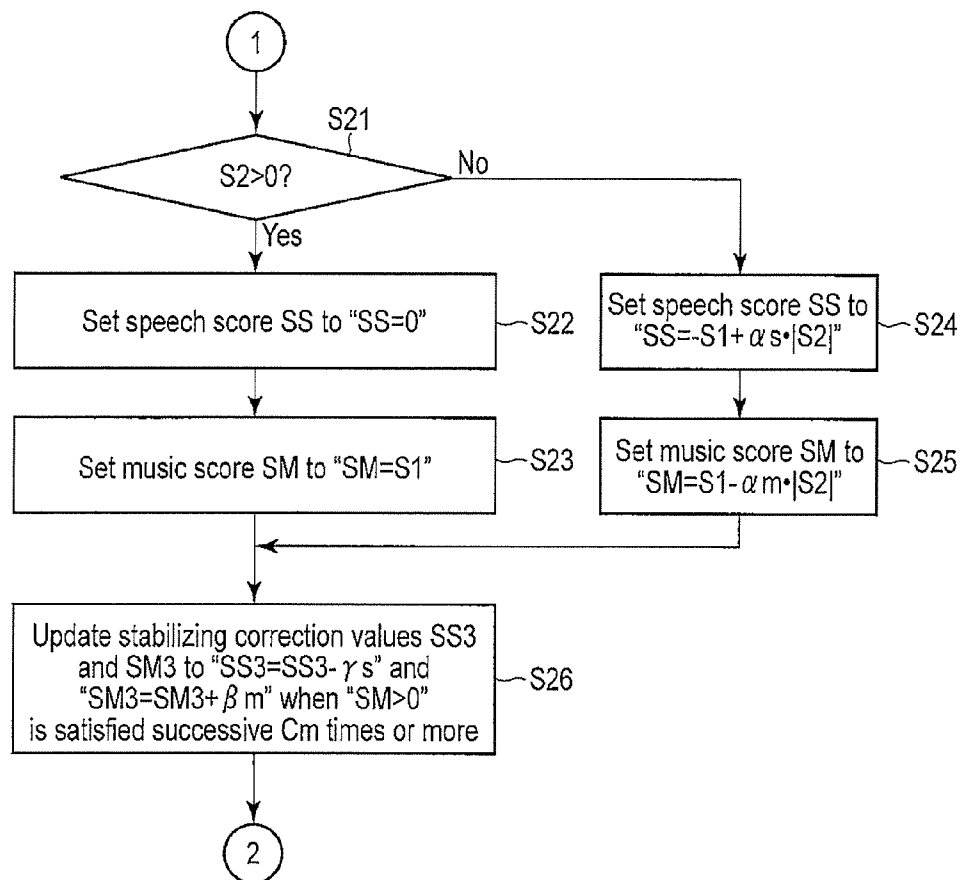 1
S21
S2>0?
No
Yes
Set speech score SS to “SS=0”
S22
Set speech score SS to
“SS=-S1+αs•|S2|”
S24
Set music score SM to “SM=S1”
S23
Set music score SM to
“SM=S1-αm•|S2|”
S25
Update stabilizing correction values SS3
and SM3 to “SS3=SS3-γs” and
“SM3=SM3+βm” when “SM>0”
is satisfied successive Cm times or more
S26
2